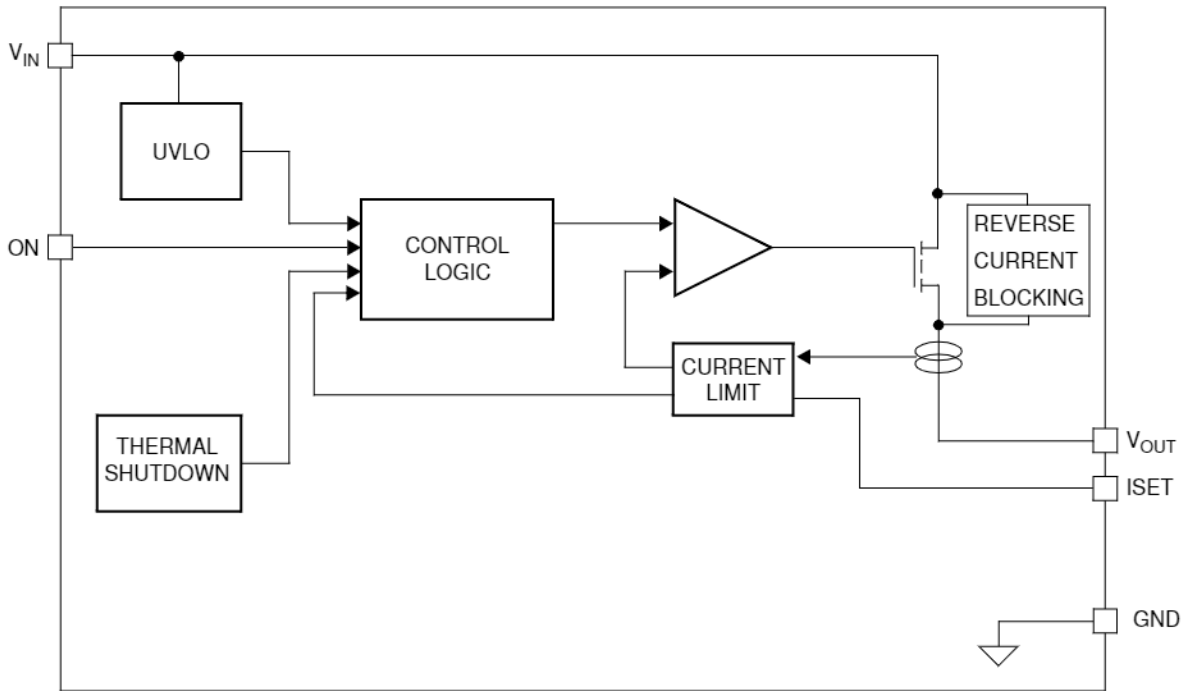 VIN
UVLO
ON
CONTROL
LOGIC
REVERSE
CURRENT
BLOCKING
CURRENT
LIMIT
THERMAL
SHUTDOWN
VOUT
ISET
GND